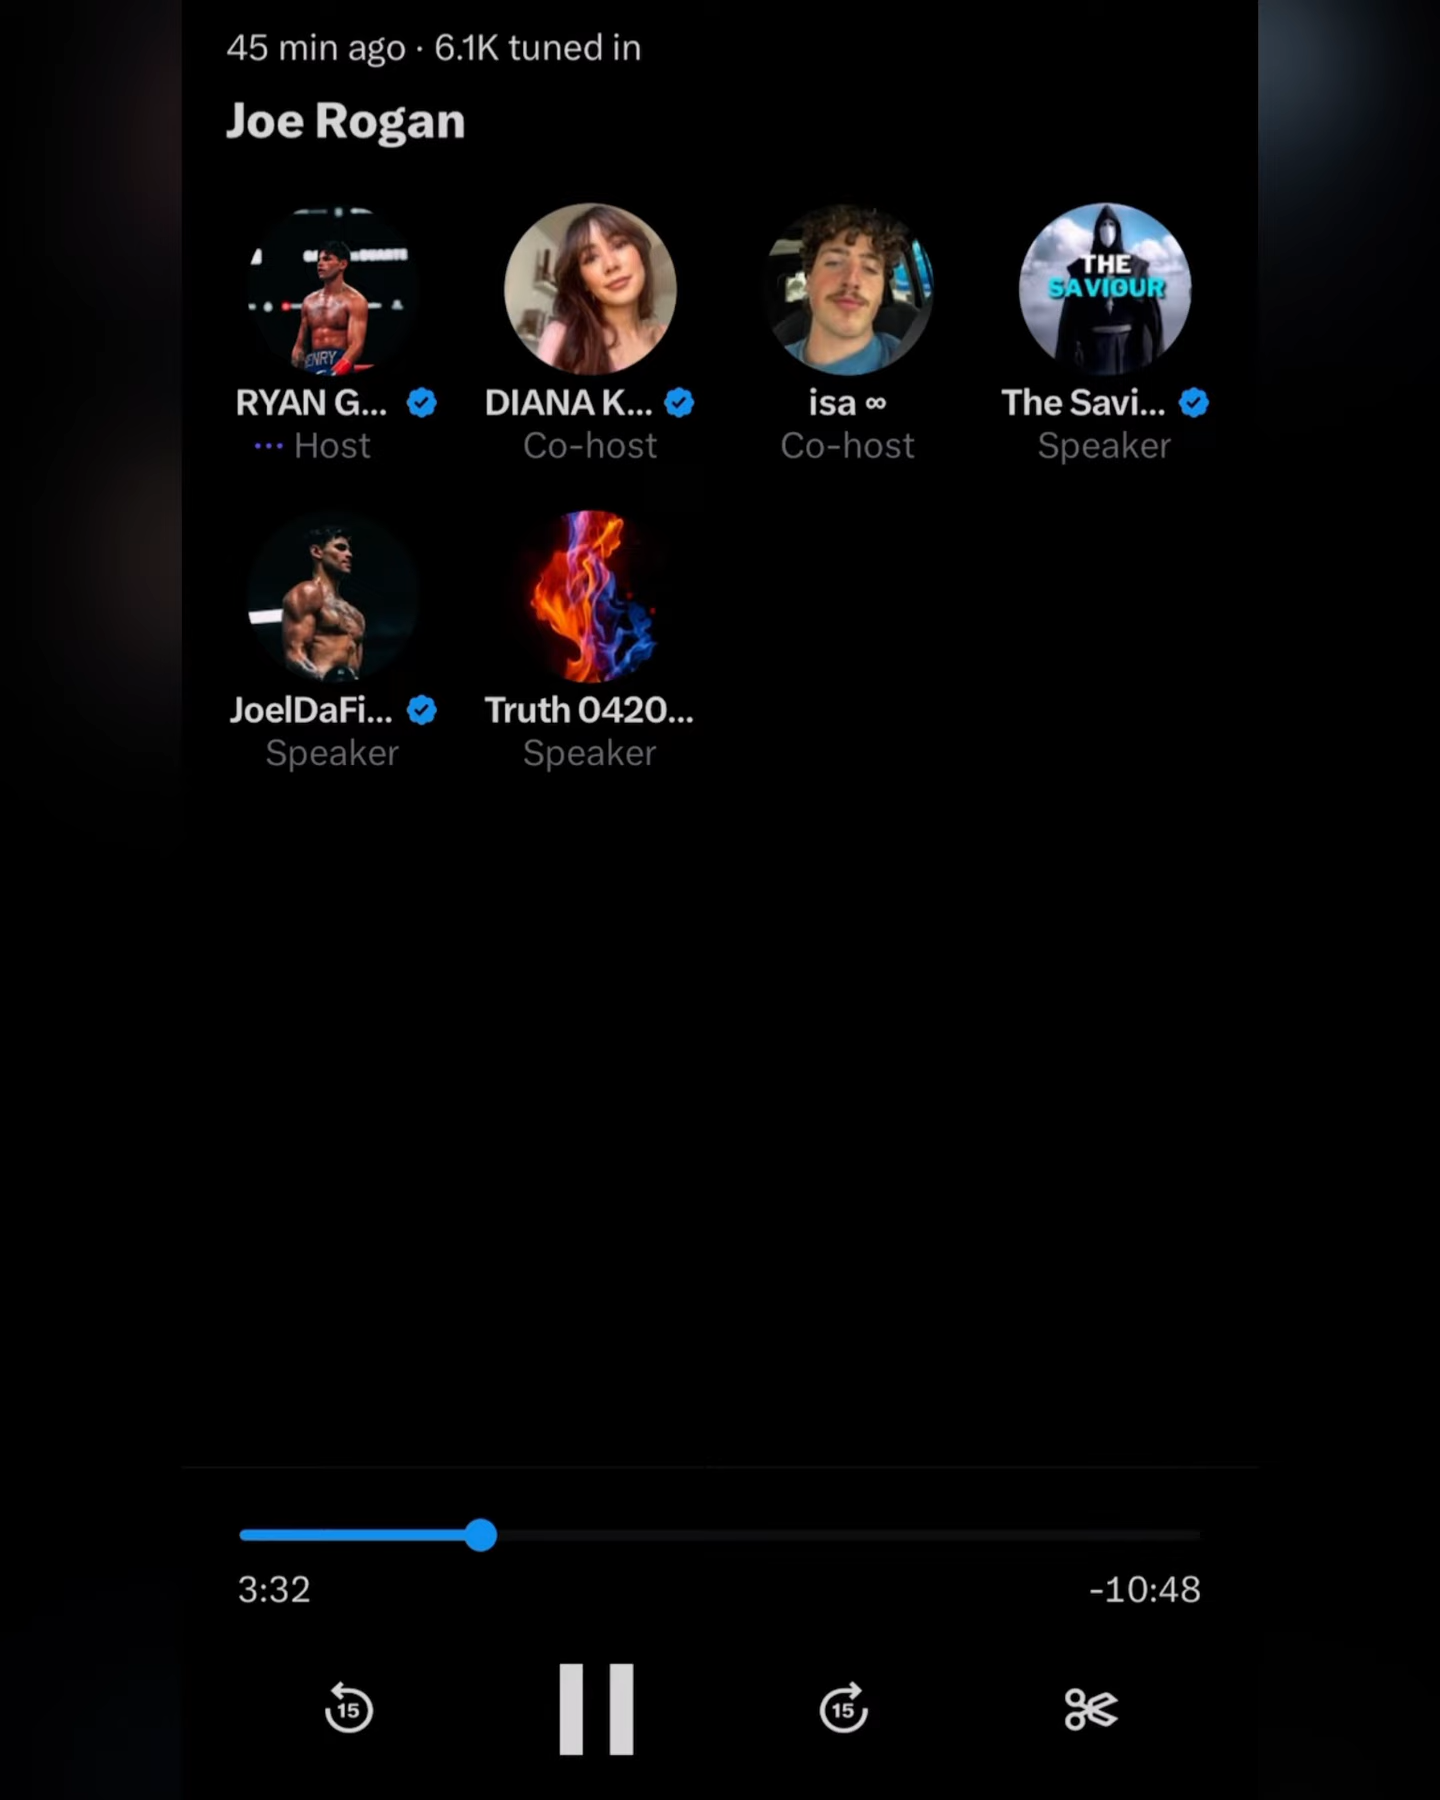 45 min ago · 6.1K tuned in
Joe Rogan
THE
SAVIOUR
ENRY
RYAN G...
DIANA K...
isa ∞
The Savi...
··· Host
Co-host
Co-host
Speaker
JoelDaFi...
Truth 0420...
Speaker
Speaker
3:32
-10:48
15
15